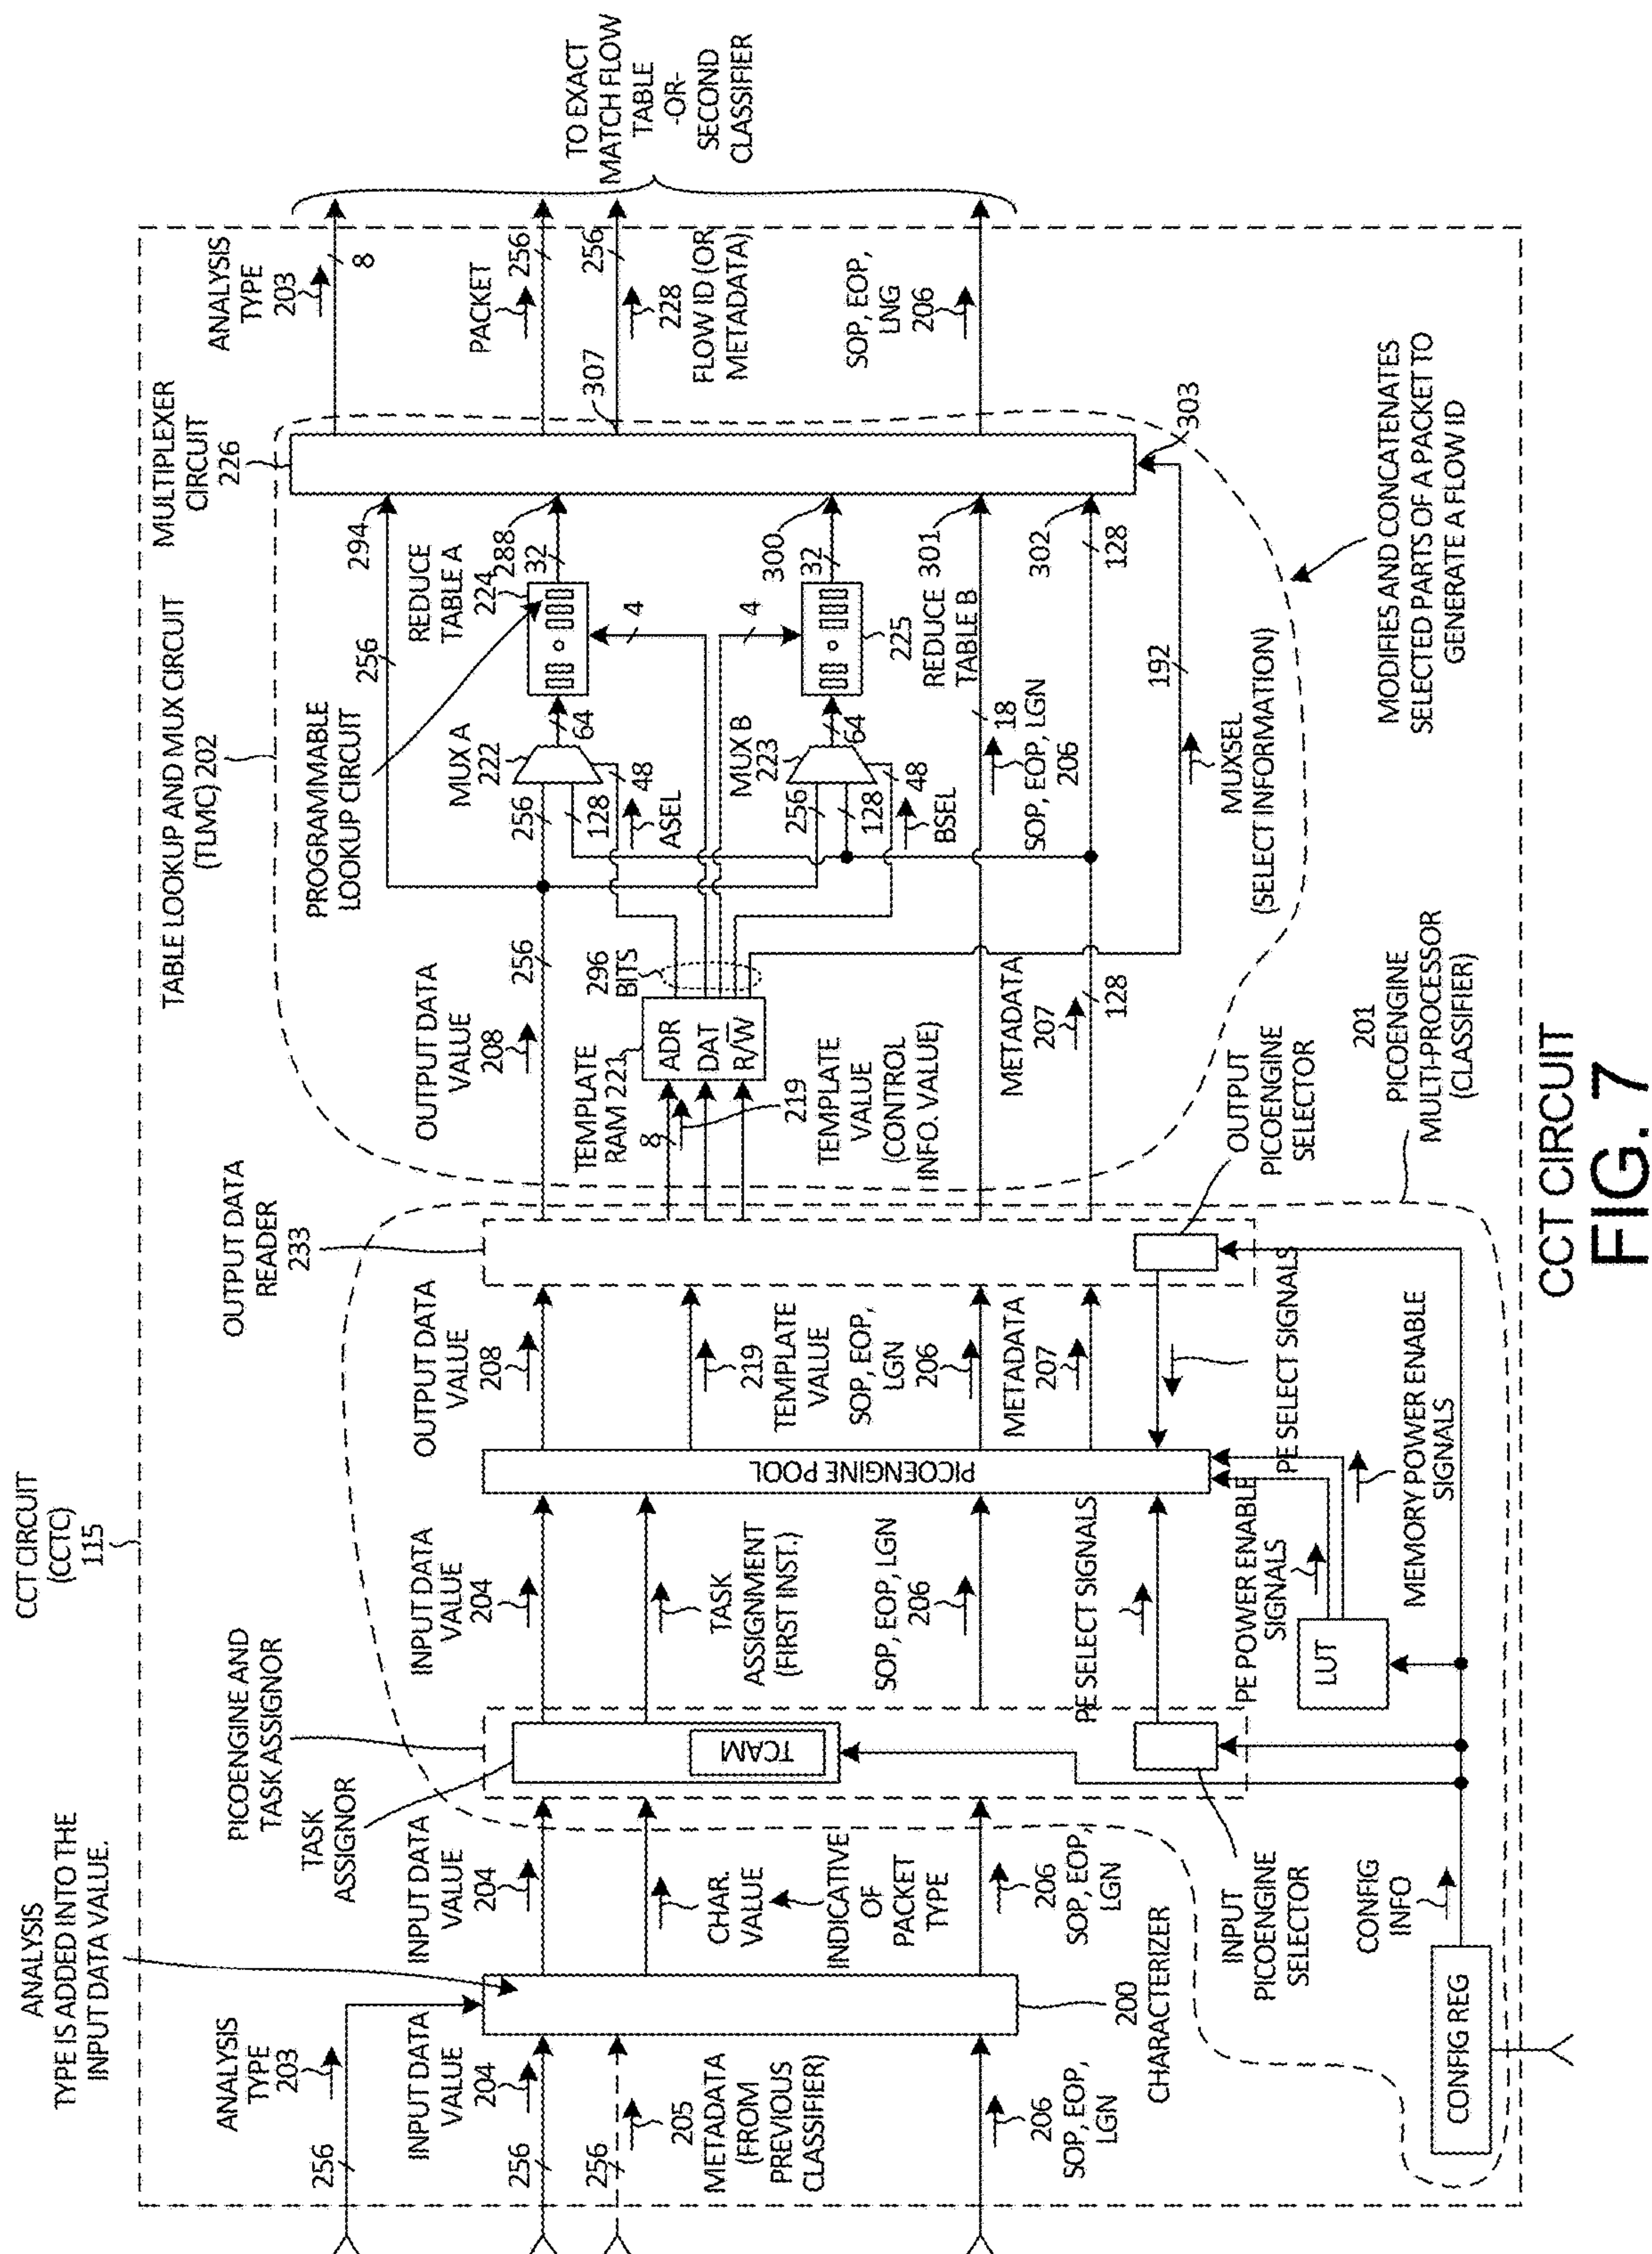 CCT CIRCUIT
(CCTC)
115
ANALYSIS
TYPE IS ADDED INTO THE
INPUT DATA VALUE.
PICOENGINE AND
TASK ASSIGNOR
TASK
ASSIGNOR
OUTPUT DATA
READER
233
TABLE LOOKUP AND MUX CIRCUIT
(TLMC) 202
MULTIPLEXER
CIRCUIT
226
256
ANALYSIS
TYPE
203
INPUT DATA
VALUE
204
256
256
205
METADATA
(FROM
PREVIOUS
CLASSIFIER)
206
SOP, EOP,
LGN
200
CHARACTERIZER
INPUT DATA
VALUE
204
CHAR.
VALUE
INDICATIVE
OF
PACKET
TYPE
206
SOP, EOP,
LGN
INPUT
PICOENGINE
SELECTOR
CONFIG
INFO
CONFIG REG
TCAM
INPUT DATA
VALUE
204
TASK
ASSIGNMENT
(FIRST INST.)
SOP, EOP, LGN
206
PE SELECT SIGNALS
PE POWER ENABLE
SIGNALS
LUT
MEMORY POWER ENABLE
SIGNALS
PICOENGINE POOL
OUTPUT DATA
VALUE
208
219
TEMPLATE
VALUE
SOP, EOP,
LGN
206
METADATA
207
PE SELECT SIGNALS
OUTPUT
PICOENGINE
SELECTOR
201
PICOENGINE
MULTI-PROCESSOR
(CLASSIFIER)
OUTPUT DATA
VALUE
208
256
TEMPLATE
RAM 221
8
ADR
DAT
R/W
296
BITS
219
TEMPLATE
VALUE
(CONTROL
INFO. VALUE)
METADATA
207
128
PROGRAMMABLE
LOOKUP CIRCUIT
256
MUX A
222
256
128
48
ASEL
64
REDUCE
TABLE A
224
32
4
MUX B
223
256
128
48
BSEL
64
4
225
REDUCE
TABLE B
32
18
SOP, EOP, LGN
206
294
288
300
301
302
128
303
192
MUXSEL
(SELECT INFORMATION)
307
ANALYSIS
TYPE
203
8
PACKET
256
256
228
FLOW ID (OR
METADATA)
SOP, EOP,
LNG
206
TO EXACT
MATCH FLOW
TABLE
-OR-
SECOND
CLASSIFIER
MODIFIES AND CONCATENATES
SELECTED PARTS OF A PACKET TO
GENERATE A FLOW ID
CCT CIRCUIT
FIG. 7